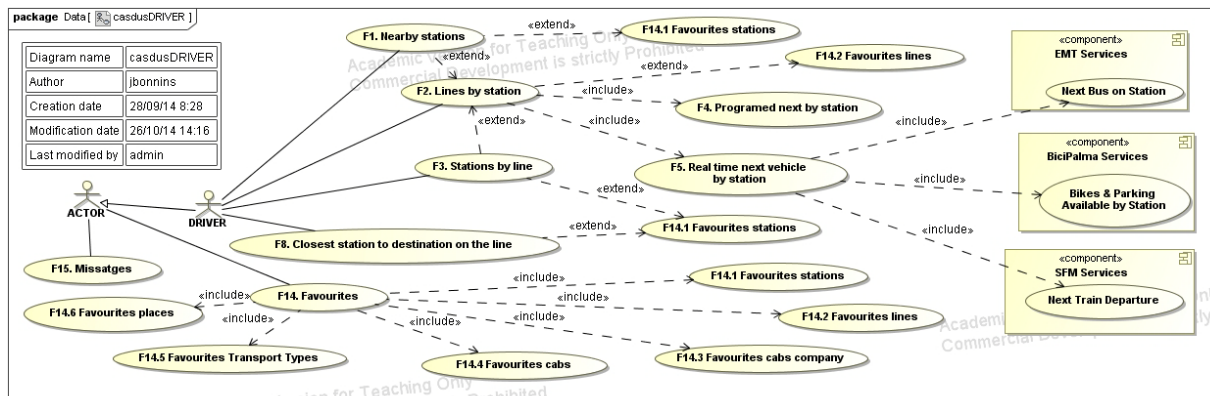 package Data[ casdusDRIVER ]
Diagram name casdusDRIVER
Author jbonnins
Creation date 28/09/14 8:28
Modification date 26/10/14 14:16
Last modified by admin
F1. Nearby stations
«extend»
F14.1 Favourites stations
Academic Version for Teaching Only
Commercial Development is strictly Prohibited
«extend»
F14.2 Favourites lines
«extend»
F2. Lines by station
«include»
F4. Programed next by station
«include»
«extend»
F3. Stations by line
F5. Real time next vehicle
by station
«include»
«include»
«include»
«component»
EMT Services
Next Bus on Station
«component»
BiciPalma Services
Bikes & Parking
Available by Station
«component»
SFM Services
Next Train Departure
ACTOR
DRIVER
«extend»
F14.1 Favourites stations
F8. Closest station to destination on the line
«extend»
F15. Missatges
F14. Favourites
«include»
F14.1 Favourites stations
«include»
F14.6 Favourites places
«include»
F14.2 Favourites lines
«include»
F14.5 Favourites Transport Types
«include»
F14.4 Favourites cabs
«include»
F14.3 Favourites cabs company
Academi
Commercial Develop
for Teaching Only